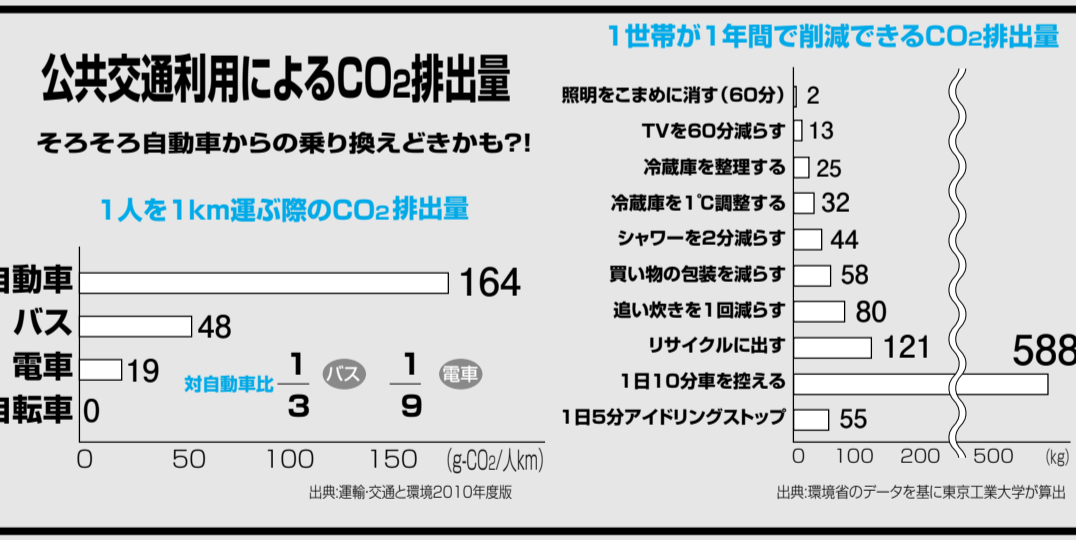 公共交通利用によるCO2排出量
そろそろ自動車からの乗り換えどきかも?!
1人を1km運ぶ際のCO2排出量
自動車 164
バス 48
電車 19
自転車 0
対自動車比 1/3 バス 1/9 電車
0 50 100 150 (g-CO2/人km)
出典:運輸・交通と環境2010年度版
1世帯が1年間で削減できるCO2排出量
照明をこまめに消す(60分) 2
TVを60分減らす 13
冷蔵庫を整理する 25
冷蔵庫を1℃調整する 32
シャワーを2分減らす 44
買い物の包装を減らす 58
追い炊きを1回減らす 80
リサイクルに出す 121
1日10分車を控える 588
1日5分アイドリングストップ 55
0 100 200 500 (kg)
出典:環境省のデータを基に東京工業大学が算出